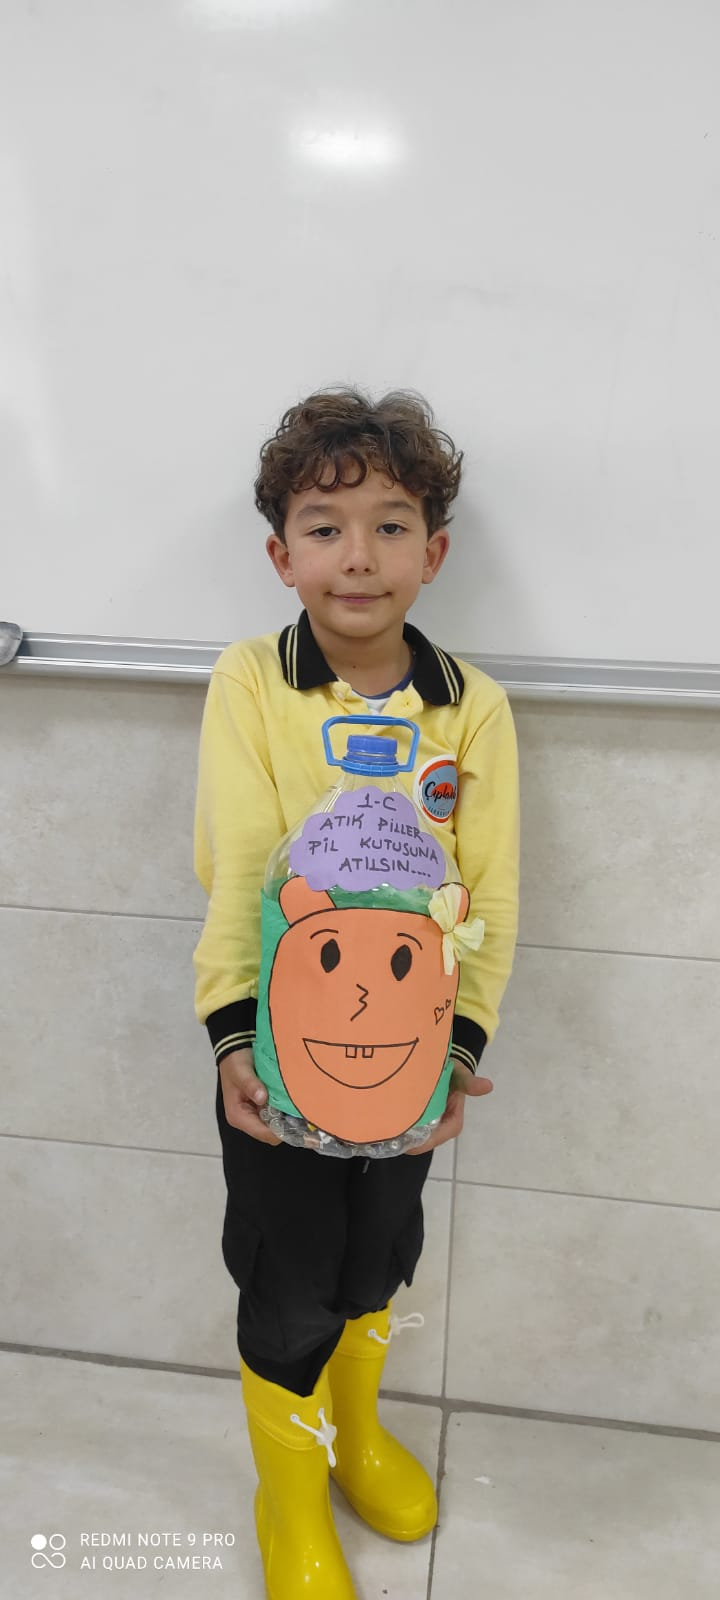 1-C
ATIK PİLLER
PİL KUTUSUNA
ATILSIN....
REDMI NOTE 9 PRO
AI QUAD CAMERA